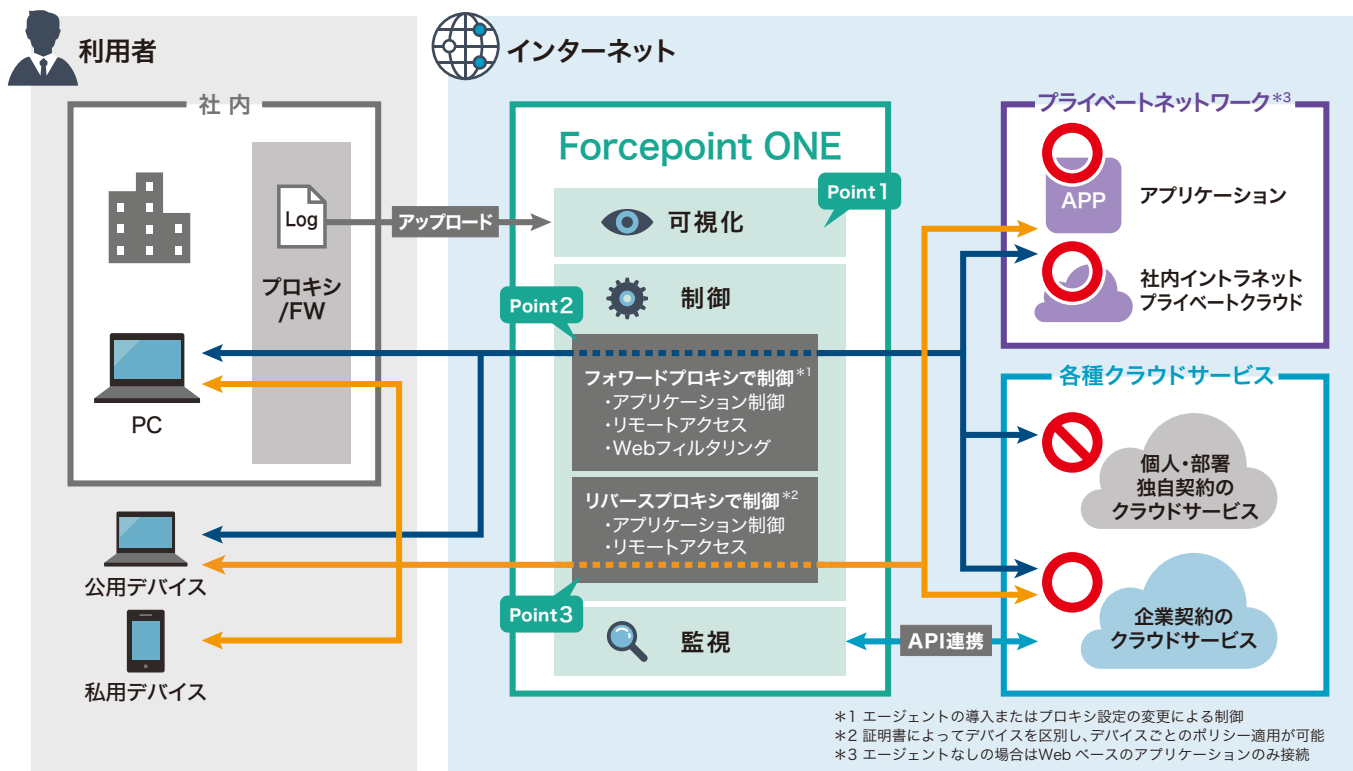 利用者
社内
Log
プロキシ
/FW
PC
公用デバイス
私用デバイス
アップロード
インターネット
Forcepoint ONE
Point1
可視化
Point2
制御
フォワードプロキシで制御*1
・アプリケーション制御
・リモートアクセス
・Webフィルタリング
リバースプロキシで制御*2
・アプリケーション制御
・リモートアクセス
Point3
監視
API連携
プライベートネットワーク*3
APP
アプリケーション
社内イントラネット
プライベートクラウド
各種クラウドサービス
個人・部署
独自契約の
クラウドサービス
企業契約の
クラウドサービス
*1 エージェントの導入またはプロキシ設定の変更による制御
*2 証明書によってデバイスを区別し、デバイスごとのポリシー適用が可能
*3 エージェントなしの場合はWeb ベースのアプリケーションのみ接続